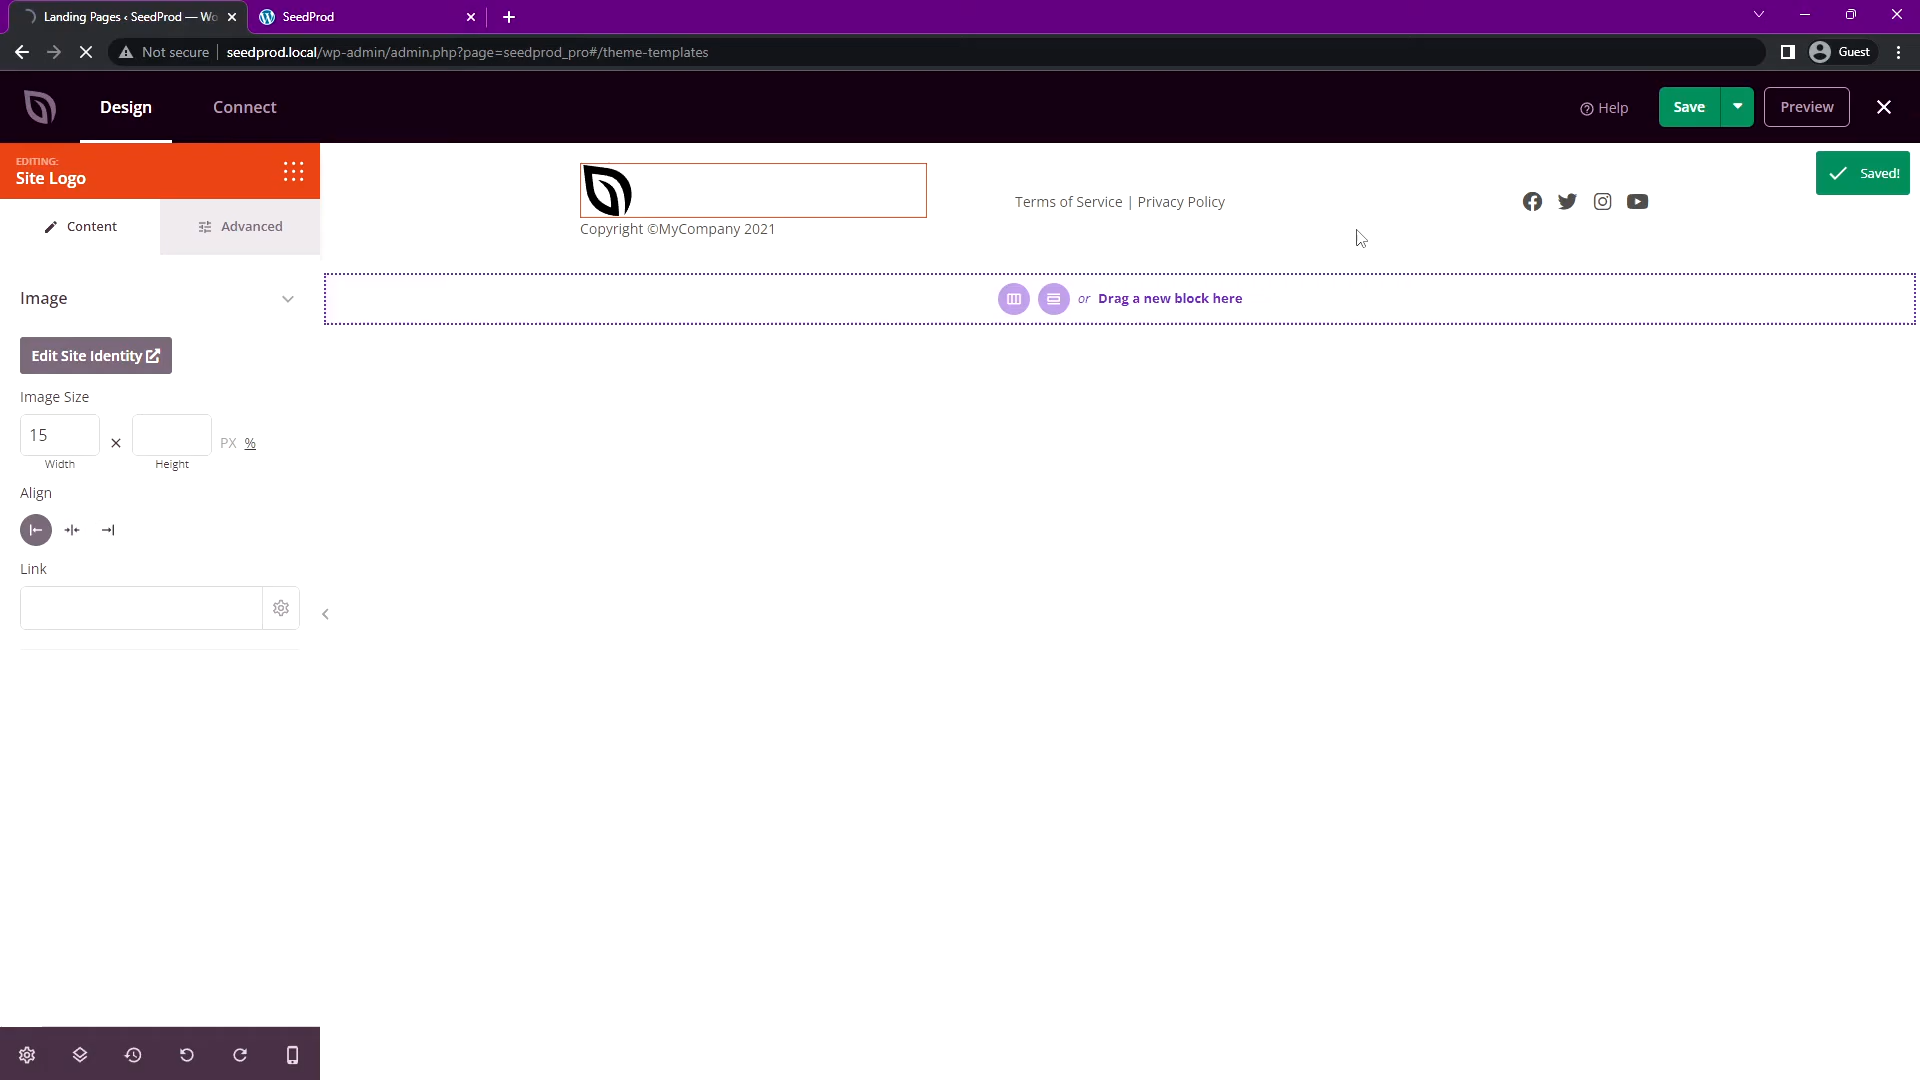 Landing Pages ‹ SeedProd — Wo
SeedProd
Not secure
seedprod.local/wp-admin/admin.php?page=seedprod_pro#/theme-templates
Guest
Design
Connect
Help
Save
Preview
EDITING:
Site Logo
Saved!
Terms of Service | Privacy Policy
Content
Advanced
Copyright ©MyCompany 2021
Image
or Drag a new block here
Edit Site Identity
Image Size
15
PX %
Width
Height
Align
Link